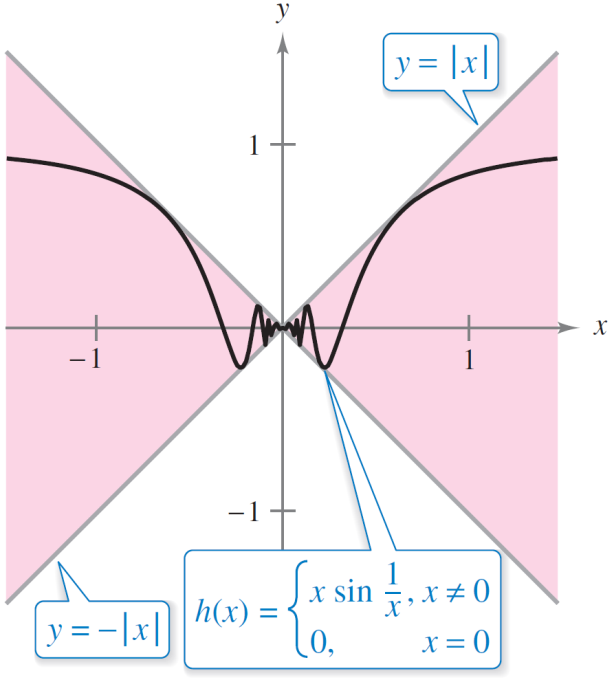 y
y = |x|
1
x
−1
1
−1
h(x) = { x sin 1/x, x ≠ 0
0, x = 0
y = −|x|